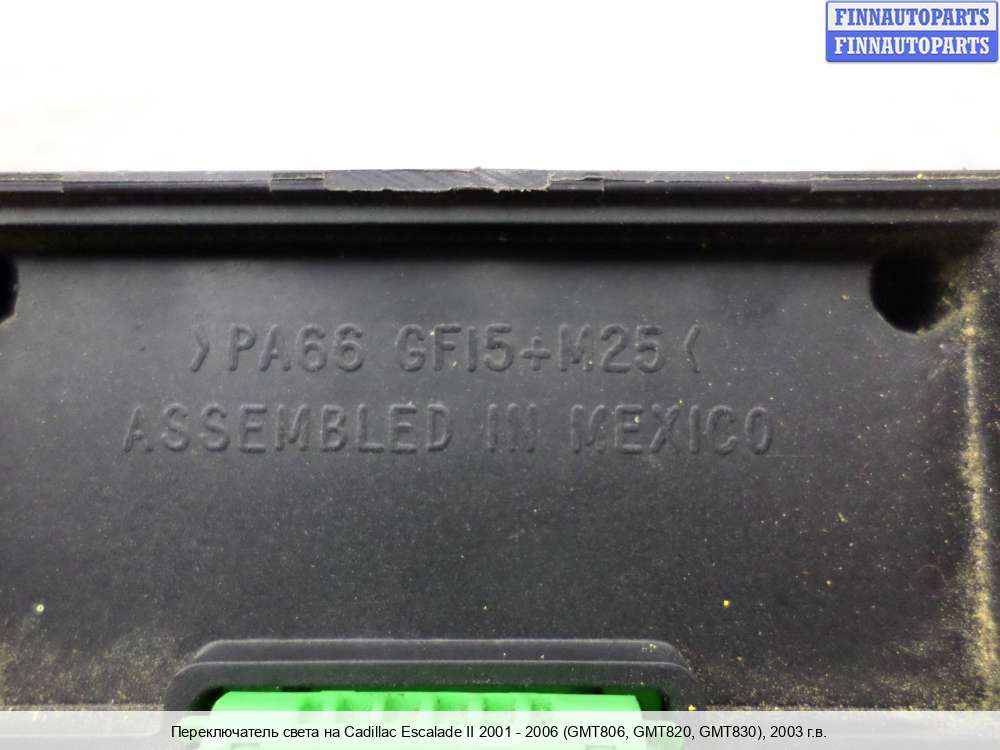 FINNAUTOPARTS
FINNAUTOPARTS
>PA66 GF15+M25<
ASSEMBLED IN MEXICO
Переключатель света на Cadillac Escalade II 2001 - 2006 (GMT806, GMT820, GMT830), 2003 г.в.